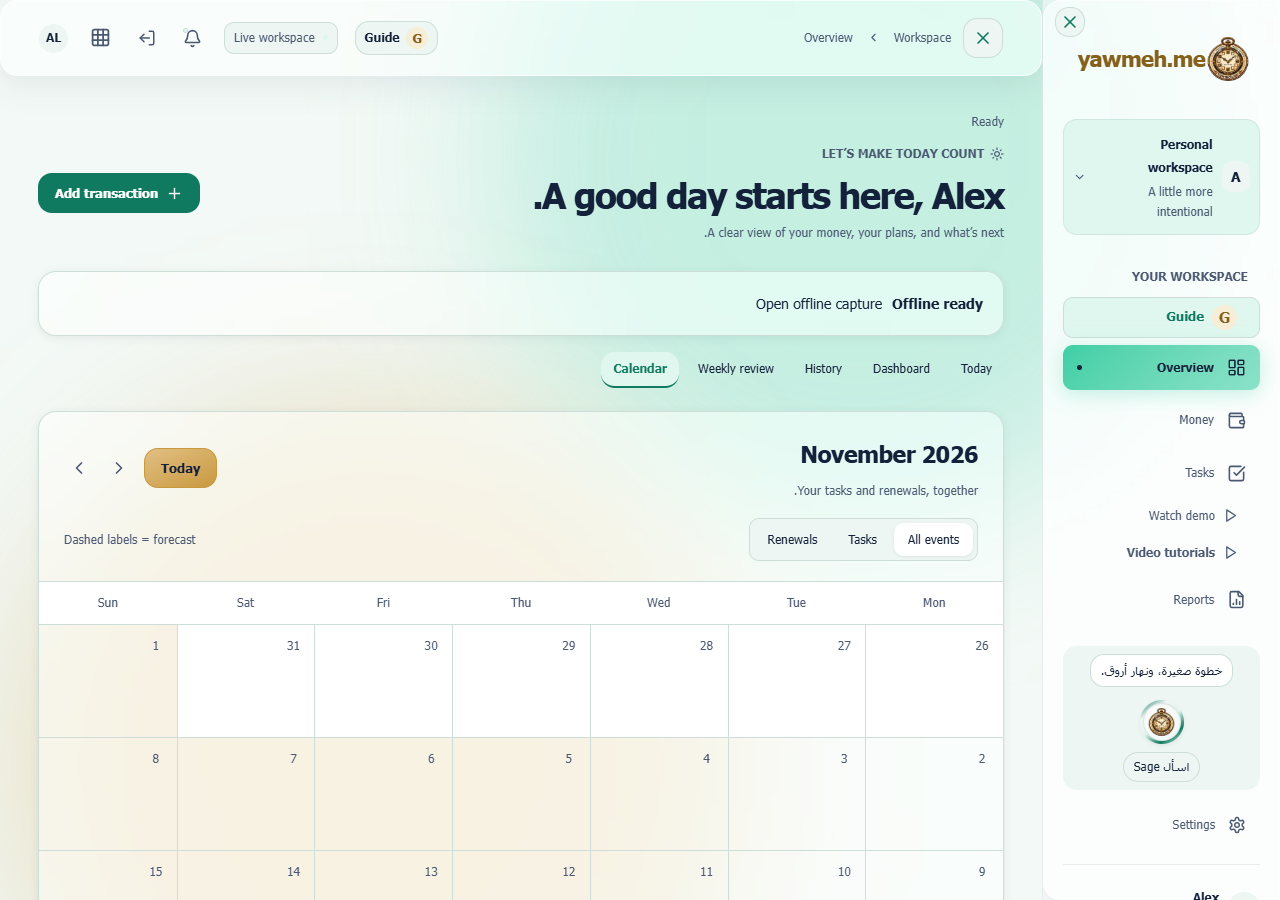 AL
Live workspace
Guide G
Overview
Workspace
yawmeh.me
Personal workspace
A little more intentional
A
YOUR WORKSPACE
Guide G
Overview
Money
Tasks
Watch demo
Video tutorials
Reports
خطوة صغيرة، ونهار أروق.
اسأل Sage
Settings
Alex
Ready
LET'S MAKE TODAY COUNT
.A good day starts here, Alex
.A clear view of your money, your plans, and what's next
Add transaction
Open offline capture Offline ready
Calendar Weekly review History Dashboard Today
November 2026
.Your tasks and renewals, together
Today
Dashed labels = forecast
Renewals Tasks All events
Sun Sat Fri Thu Wed Tue Mon
1 31 30 29 28 27 26
8 7 6 5 4 3 2
15 14 13 12 11 10 9